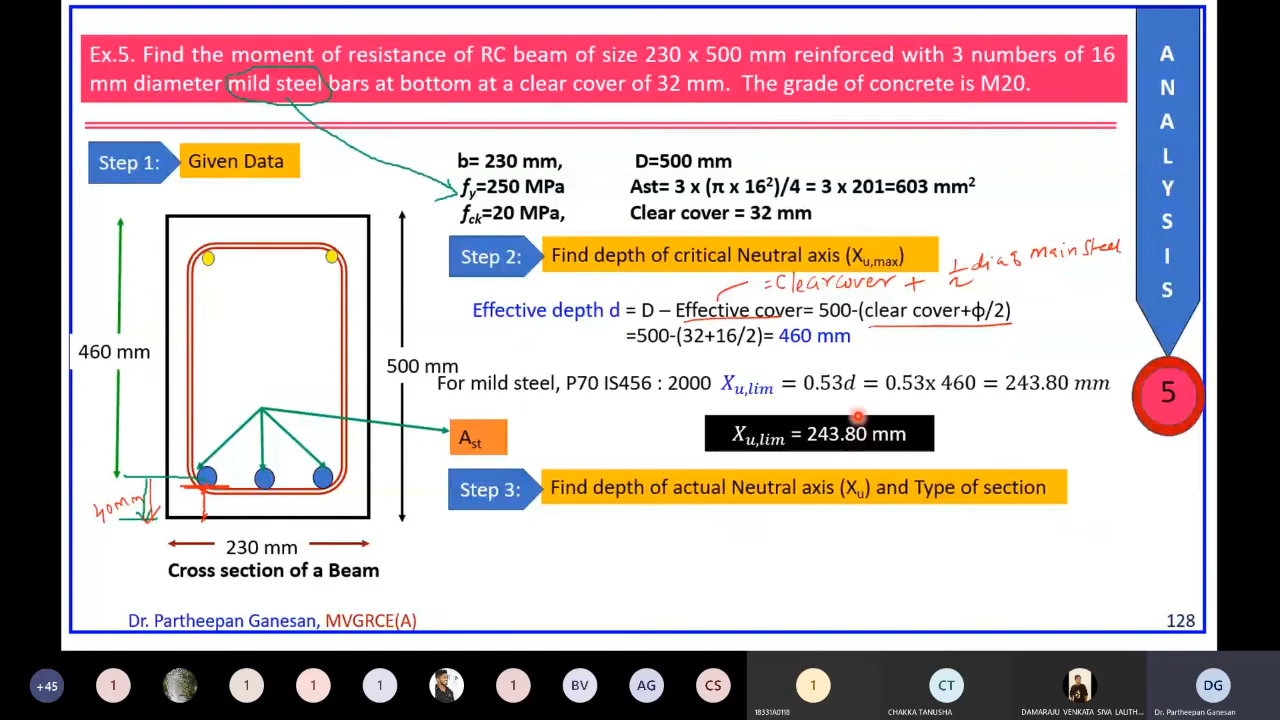 Ex.5. Find the moment of resistance of RC beam of size 230 x 500 mm reinforced with 3 numbers of 16
mm diameter mild steel bars at bottom at a clear cover of 32 mm. The grade of concrete is M20.
A
N
A
L
Y
S
I
S
5
Step 1:
Given Data
b= 230 mm,
D=500 mm
fy=250 MPa
Ast= 3 x (π x 16²)/4 = 3 x 201=603 mm²
fck=20 MPa,
Clear cover = 32 mm
Step 2:
Find depth of critical Neutral axis (Xu,max)
=Clearcover + 1/2 dia of main Steel
Effective depth d = D – Effective cover= 500-(clear cover+ф/2)
=500-(32+16/2)= 460 mm
460 mm
500 mm
For mild steel, P70 IS456 : 2000 Xu,lim = 0.53d = 0.53x 460 = 243.80 mm
Xu,lim = 243.80 mm
Ast
Step 3:
Find depth of actual Neutral axis (Xu) and Type of section
40mm
230 mm
Cross section of a Beam
Dr. Partheepan Ganesan, MVGRCE(A)
128
+45
1
1
1
1
1
BV
AG
CS
1
CT
DG
18331A0118
CHAKKA TANUSHA
DAMARAJU VENKATA SIVA LALITH...
Dr. Partheepan Ganesan